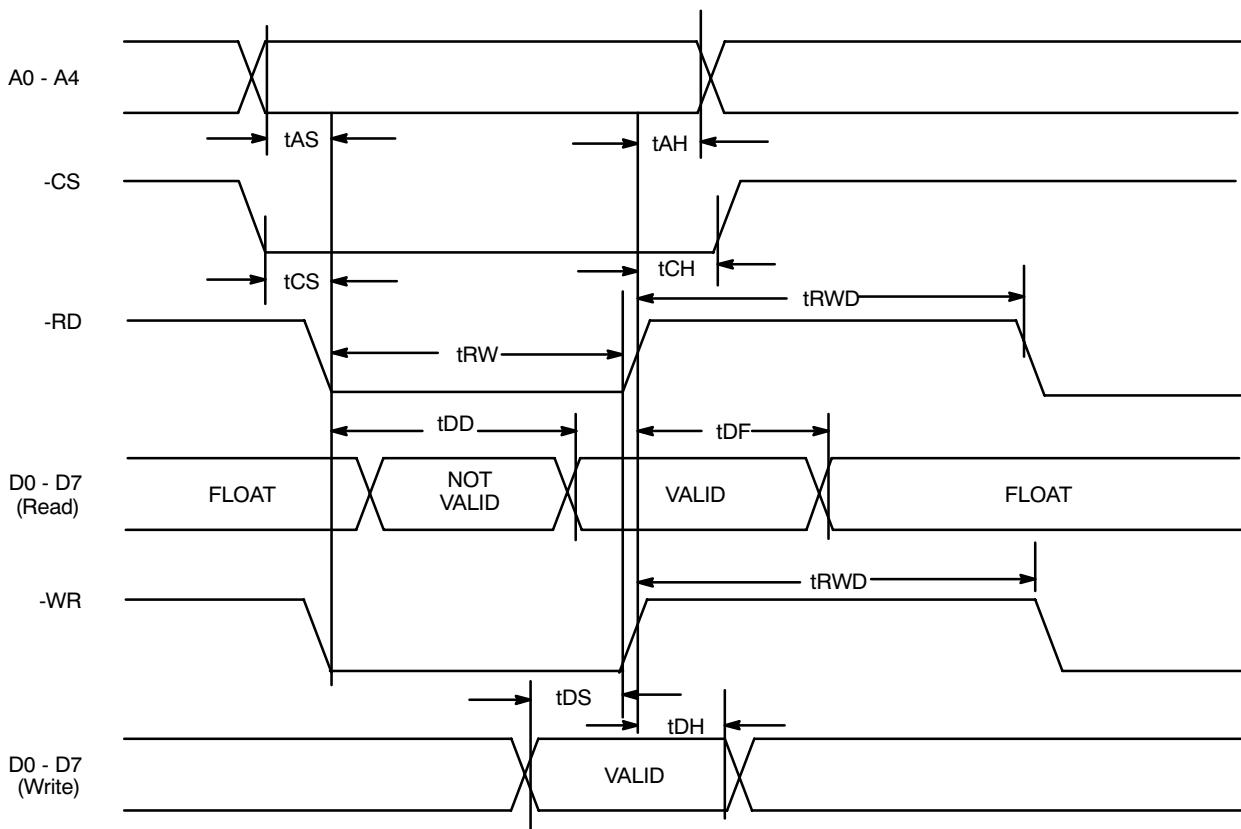 A0 - A4
tAS
tAH
-CS
tCS
tCH
tRWD
-RD
tRW
tDD
tDF
D0 - D7
(Read)
FLOAT
NOT
VALID
VALID
FLOAT
tRWD
-WR
tDS
tDH
D0 - D7
(Write)
VALID